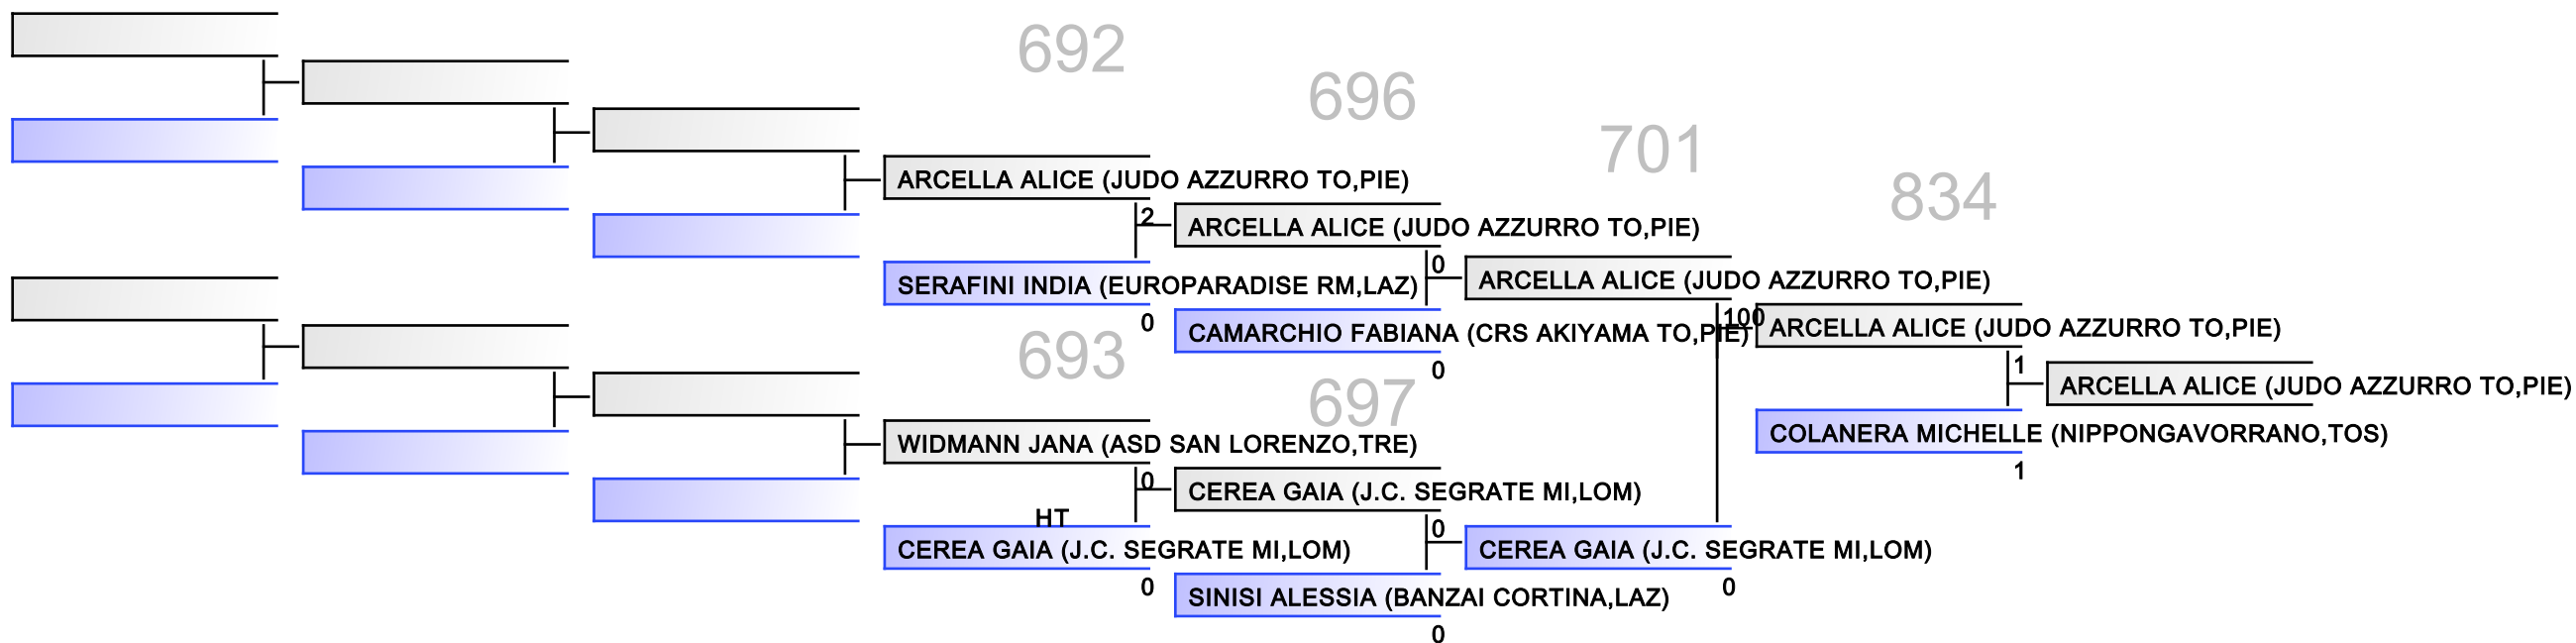 692
696
701
ARCELLA ALICE (JUDO AZZURRO TO,PIE)
834
2
ARCELLA ALICE (JUDO AZZURRO TO,PIE)
0
SERAFINI INDIA (EUROPARADISE RM,LAZ)
ARCELLA ALICE (JUDO AZZURRO TO,PIE)
0
100
CAMARCHIO FABIANA (CRS AKIYAMA TO,PIE)
ARCELLA ALICE (JUDO AZZURRO TO,PIE)
693
0
1
ARCELLA ALICE (JUDO AZZURRO TO,PIE)
697
WIDMANN JANA (ASD SAN LORENZO,TRE)
COLANERA MICHELLE (NIPPONGAVORRANO,TOS)
0
1
CEREA GAIA (J.C. SEGRATE MI,LOM)
HT
0
CEREA GAIA (J.C. SEGRATE MI,LOM)
CEREA GAIA (J.C. SEGRATE MI,LOM)
0
0
SINISI ALESSIA (BANZAI CORTINA,LAZ)
0